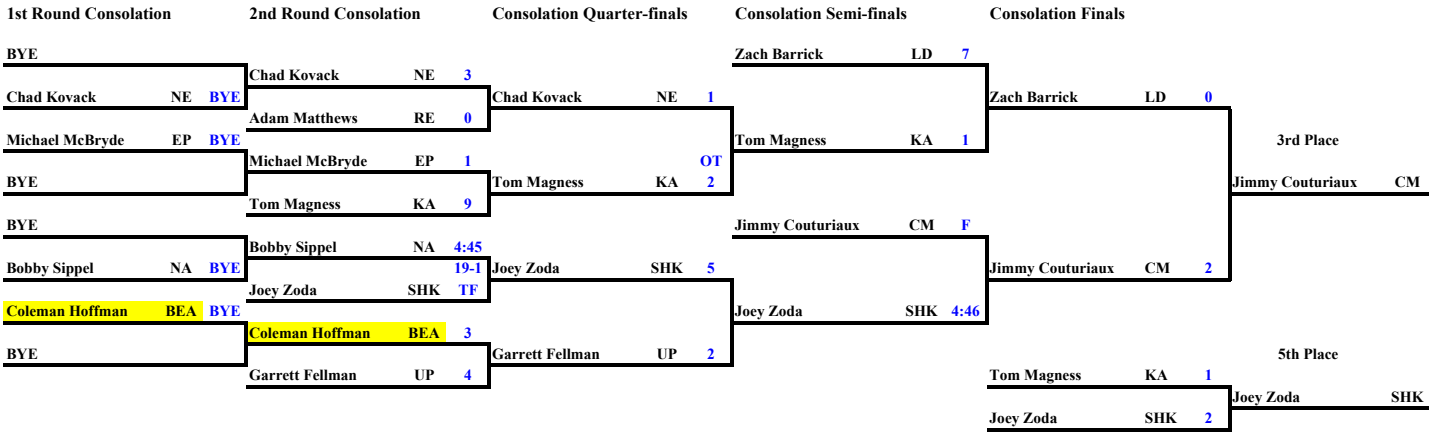 1st Round Consolation 2nd Round Consolation Consolation Quarter-finals Consolation Semi-finals Consolation Finals
BYE Zach Barrick LD 7
Chad Kovack NE 3
Chad Kovack NE BYE Chad Kovack NE 1 Zach Barrick LD 0
Adam Matthews RE 0
Michael McBryde EP BYE Tom Magness KA 1 3rd Place
Michael McBryde EP 1 OT
BYE Tom Magness KA 2 Jimmy Couturiaux CM
Tom Magness KA 9
BYE Jimmy Couturiaux CM F
Bobby Sippel NA 4:45
Bobby Sippel NA BYE 19-1 Joey Zoda SHK 5 Jimmy Couturiaux CM 2
Joey Zoda SHK TF
Coleman Hoffman BEA BYE Joey Zoda SHK 4:46
Coleman Hoffman BEA 3
BYE Garrett Fellman UP 2 5th Place
Garrett Fellman UP 4 Tom Magness KA 1
Joey Zoda SHK
Joey Zoda SHK 2